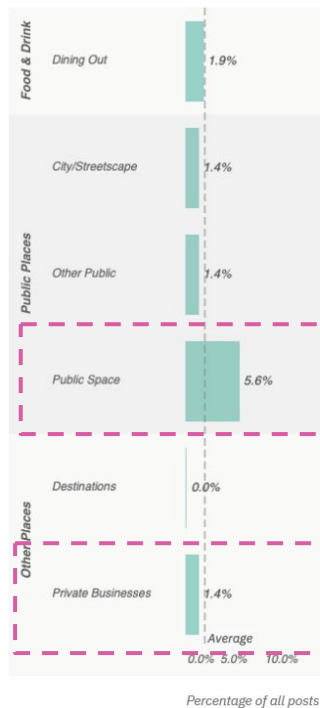 Food & Drink
Dining Out
1.9%
Public Places
City/Streetscape
1.4%
Other Public
1.4%
Public Space
5.6%
Other Places
Destinations
0.0%
Private Businesses
1.4%
Average
0.0% 5.0% 10.0%
Percentage of all posts